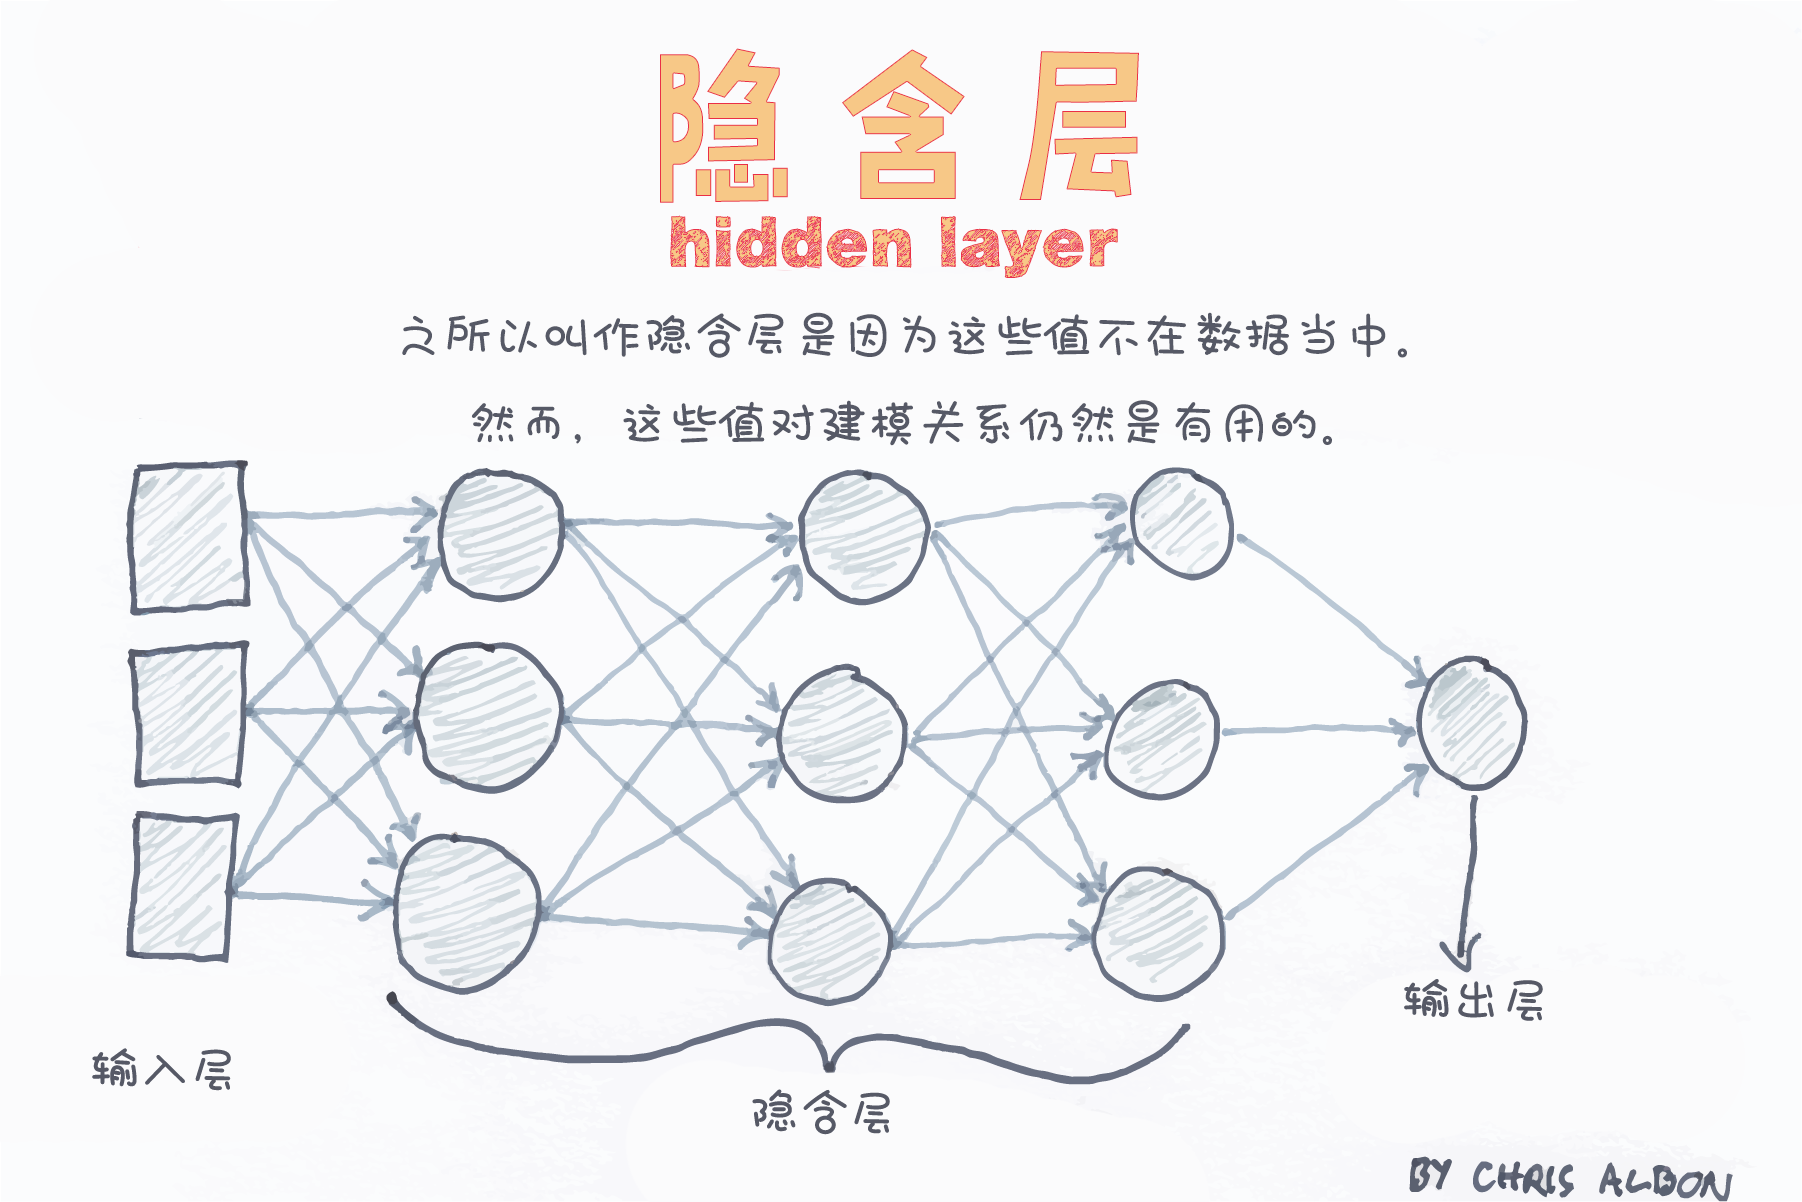 隐含层
hidden layer
之所以叫作隐含层是因为这些值不在数据当中。
然而，这些值对建模关系仍然是有用的。
输出层
输入层
隐含层
BY CHRIS ALBON